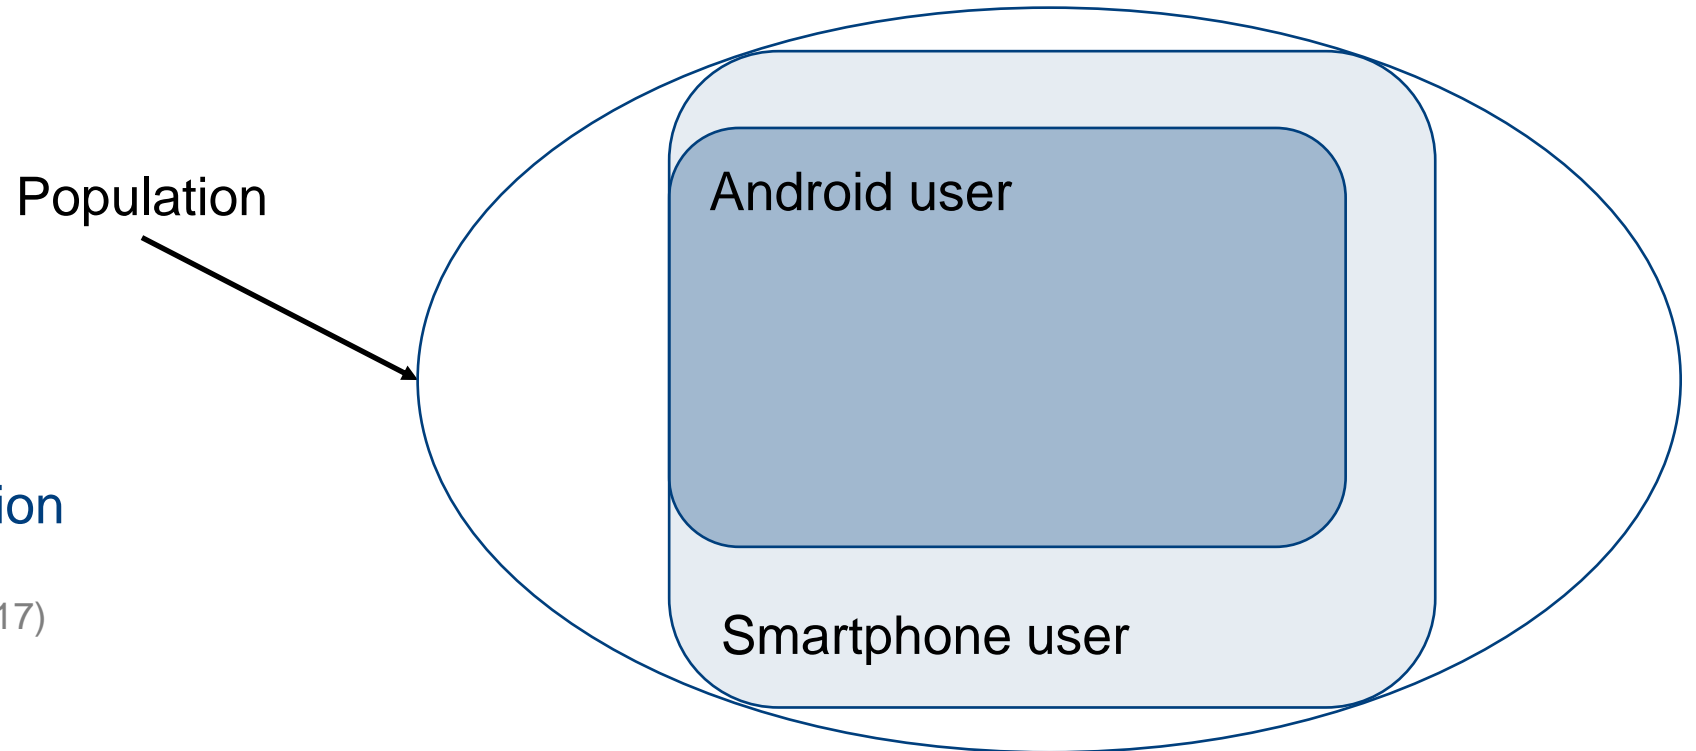 Population
Android user
ion
17)
Smartphone user